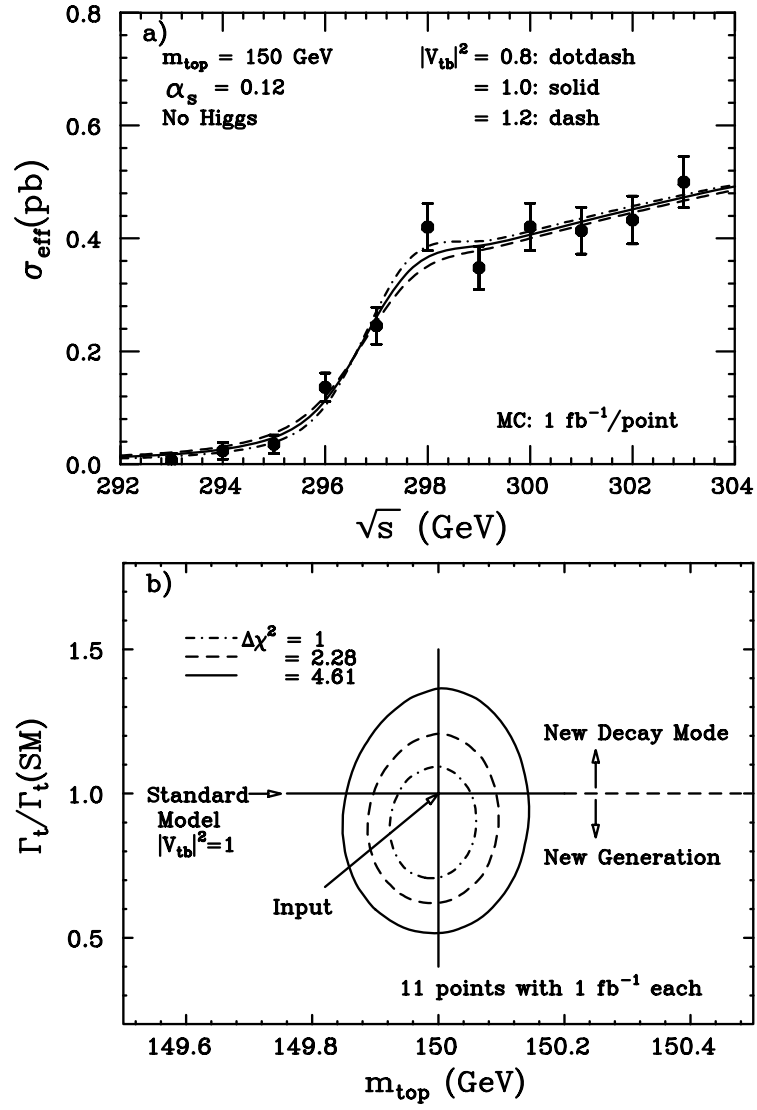 0.8
a)
m_top = 150 GeV |V_tb|² = 0.8: dotdash
α_s = 0.12 = 1.0: solid
No Higgs = 1.2: dash
0.6
σ_eff(pb)
0.4
0.2
MC: 1 fb⁻¹/point
0.0
292 294 296 298 300 302 304
√s (GeV)
b)
Δχ² = 1
= 2.28
= 4.61
1.5
New Decay Mode
Γ_t/Γ_t(SM)
1.0
Standard
Model
|V_tb|²=1
New Generation
Input
0.5
11 points with 1 fb⁻¹ each
149.6 149.8 150 150.2 150.4
m_top (GeV)